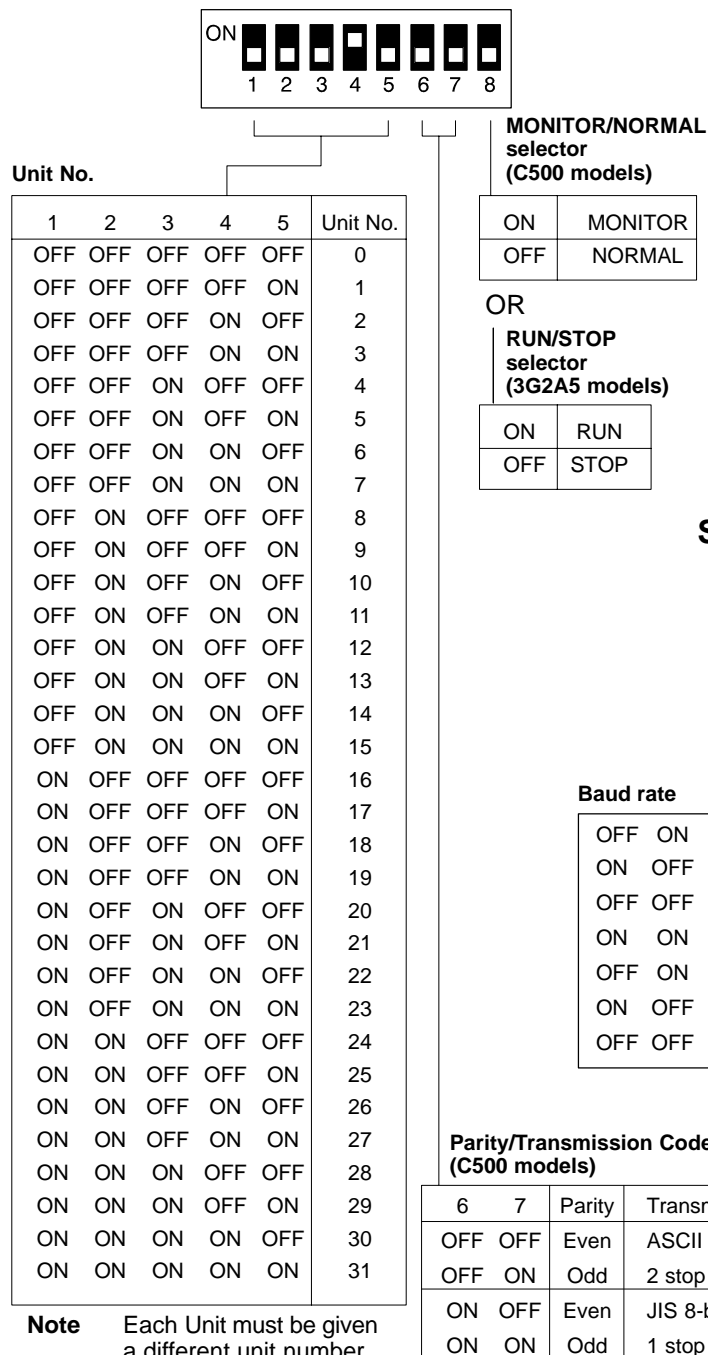 ON
1 2 3 4 5 6 7 8
MONITOR/NORMAL
selector
(C500 models)
ON MONITOR
OFF NORMAL
OR
RUN/STOP
selector
(3G2A5 models)
ON RUN
OFF STOP
Unit No.
1 2 3 4 5 Unit No.
OFF OFF OFF OFF OFF 0
OFF OFF OFF OFF ON 1
OFF OFF OFF ON OFF 2
OFF OFF OFF ON ON 3
OFF OFF ON OFF OFF 4
OFF OFF ON OFF ON 5
OFF OFF ON ON OFF 6
OFF OFF ON ON ON 7
OFF ON OFF OFF OFF 8
OFF ON OFF OFF ON 9
OFF ON OFF ON OFF 10
OFF ON OFF ON ON 11
OFF ON ON OFF OFF 12
OFF ON ON OFF ON 13
OFF ON ON ON OFF 14
OFF ON ON ON ON 15
ON OFF OFF OFF OFF 16
ON OFF OFF OFF ON 17
ON OFF OFF ON OFF 18
ON OFF OFF ON ON 19
ON OFF ON OFF OFF 20
ON OFF ON OFF ON 21
ON OFF ON ON OFF 22
ON OFF ON ON ON 23
ON ON OFF OFF OFF 24
ON ON OFF OFF ON 25
ON ON OFF ON OFF 26
ON ON OFF ON ON 27
ON ON ON OFF OFF 28
ON ON ON OFF ON 29
ON ON ON ON OFF 30
ON ON ON ON ON 31
Note Each Unit must be given
a different unit number
Baud rate
OFF ON
ON OFF
OFF OFF
ON ON
OFF ON
ON OFF
OFF OFF
Parity/Transmission Code
(C500 models)
6 7 Parity
OFF OFF Even ASCII
OFF ON Odd 2 stop
ON OFF Even JIS
ON ON Odd 1 stop